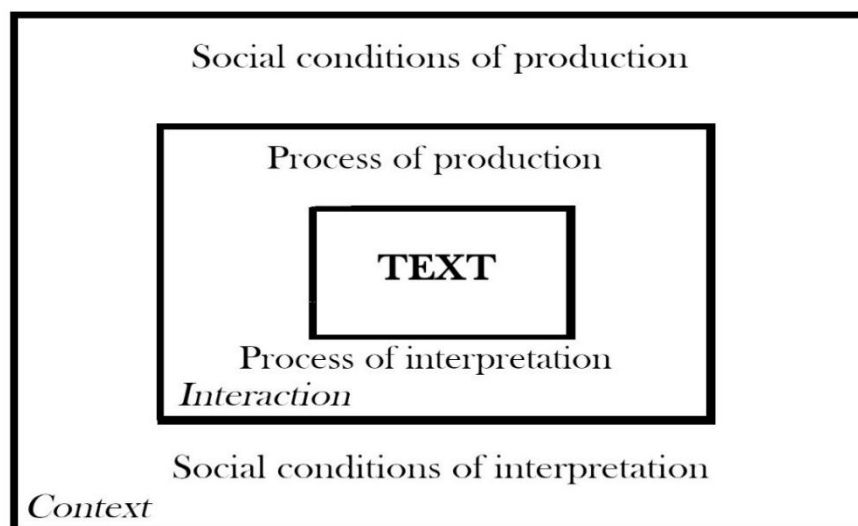 Social conditions of production
Process of production
TEXT
Process of interpretation
Interaction
Social conditions of interpretation
Context